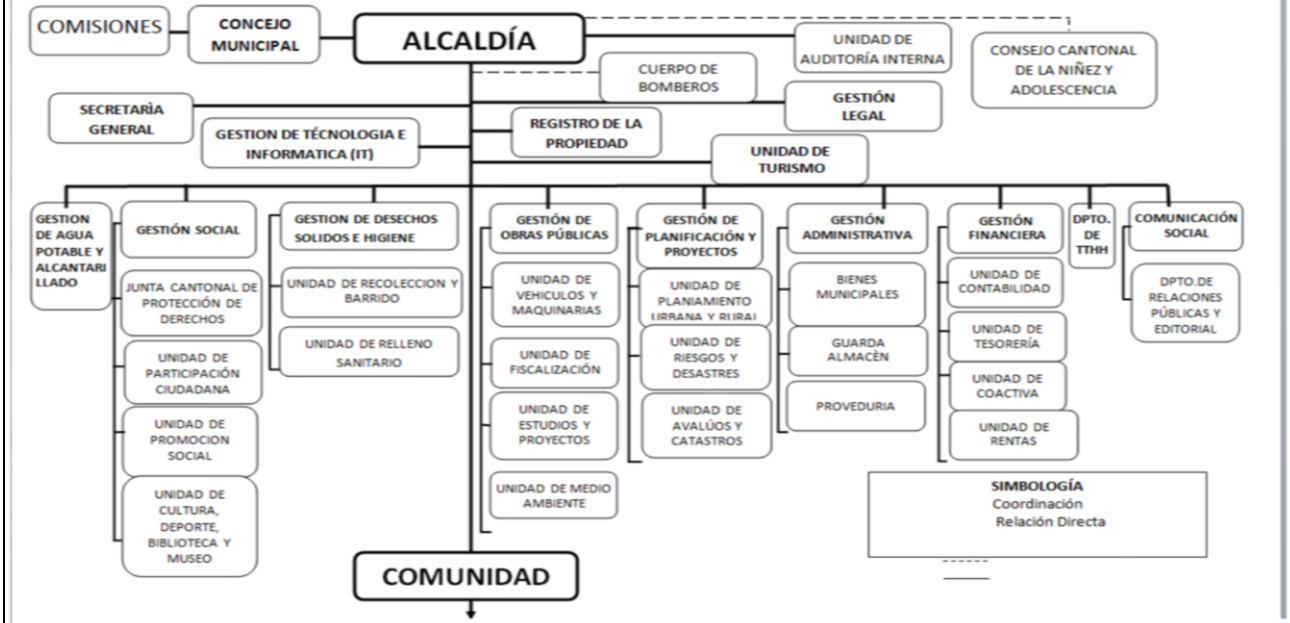 COMISIONES
CONCEJO
MUNICIPAL
ALCALDÍA
UNIDAD DE
AUDITORÍA INTERNA
CONSEJO CANTONAL
DE LA NIÑEZ Y
ADOLESCENCIA
CUERPO DE
BOMBEROS
SECRETARÌA
GENERAL
GESTIÓN
LEGAL
GESTION DE TÉCNOLOGIA E
INFORMATICA (IT)
REGISTRO DE LA
PROPIEDAD
UNIDAD DE
TURISMO
GESTION
DE AGUA
POTABLE Y
ALCANTARI
LLADO
GESTIÓN SOCIAL
JUNTA CANTONAL DE
PROTECCIÓN DE
DERECHOS
UNIDAD DE
PARTICIPACIÓN
CIUDADANA
UNIDAD DE
PROMOCION
SOCIAL
UNIDAD DE
CULTURA,
DEPORTE,
BIBLIOTECA Y
MUSEO
GESTION DE DESECHOS
SOLIDOS E HIGIENE
UNIDAD DE RECOLECCION Y
BARRIDO
UNIDAD DE RELLENO
SANITARIO
GESTIÓN DE
OBRAS PÚBLICAS
UNIDAD DE
VEHICULOS Y
MAQUINARIAS
UNIDAD DE
FISCALIZACIÓN
UNIDAD DE
ESTUDIOS Y
PROYECTOS
UNIDAD DE MEDIO
AMBIENTE
GESTIÓN DE
PLANIFICACIÓN Y
PROYECTOS
UNIDAD DE
PLANIAMIENTO
URBANA Y RURAL
UNIDAD DE
RIESGOS Y
DESASTRES
UNIDAD DE
AVALÚOS Y
CATASTROS
GESTIÓN
ADMINISTRATIVA
BIENES
MUNICIPALES
GUARDA
ALMACÈN
PROVEDURIA
GESTIÓN
FINANCIERA
UNIDAD DE
CONTABILIDAD
UNIDAD DE
TESORERÍA
UNIDAD DE
COACTIVA
UNIDAD DE
RENTAS
DPTO.
DE
TTHH
COMUNICACIÓN
SOCIAL
DPTO.DE
RELACIONES
PÚBLICAS Y
EDITORIAL
SIMBOLOGÍA
Coordinación
Relación Directa
COMUNIDAD